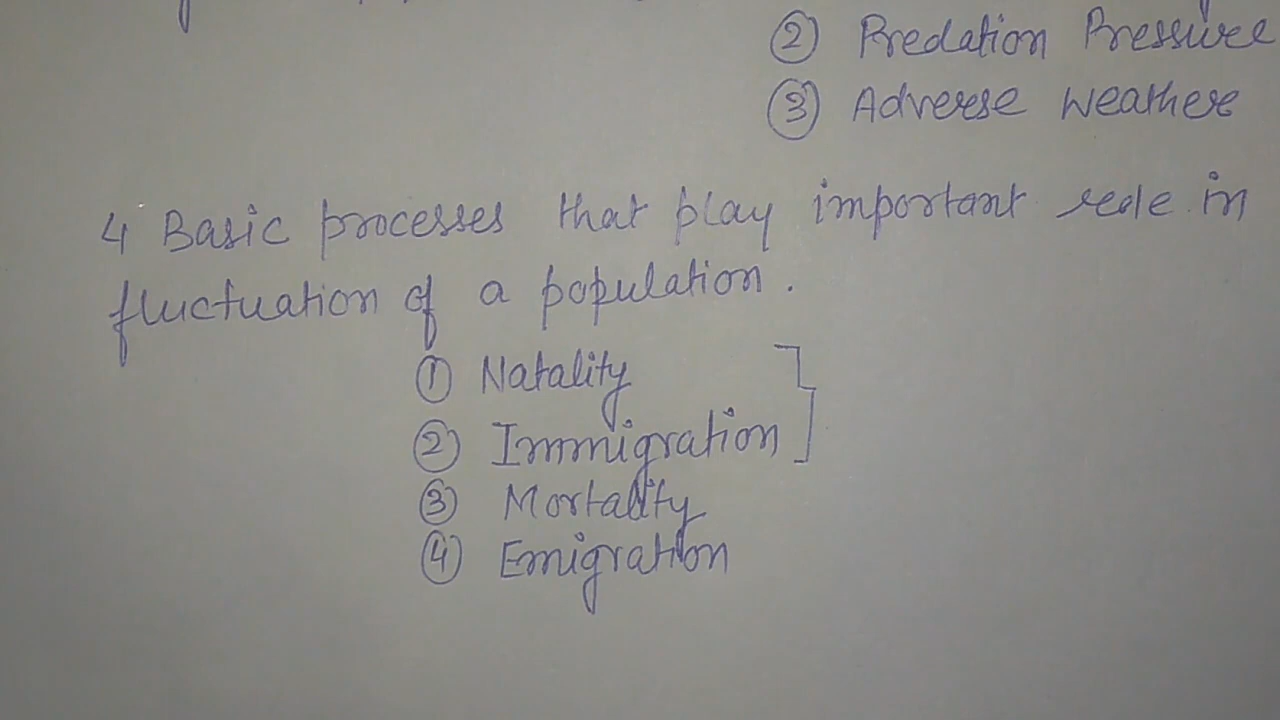 ② Predation Pressure
③ Adverse weather
4 Basic processes that play important role in
fluctuation of a population.
① Natality
② Immigration
③ Mortality
④ Emigration